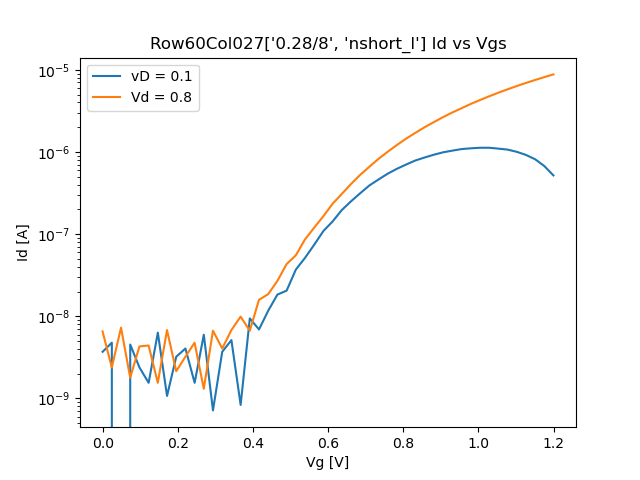 Row60Col027['0.28/8', 'nshort_l'] Id vs Vgs
vD = 0.1
Vd = 0.8
Id [A]
10⁻⁵
10⁻⁶
10⁻⁷
10⁻⁸
10⁻⁹
0.0 0.2 0.4 0.6 0.8 1.0 1.2
Vg [V]